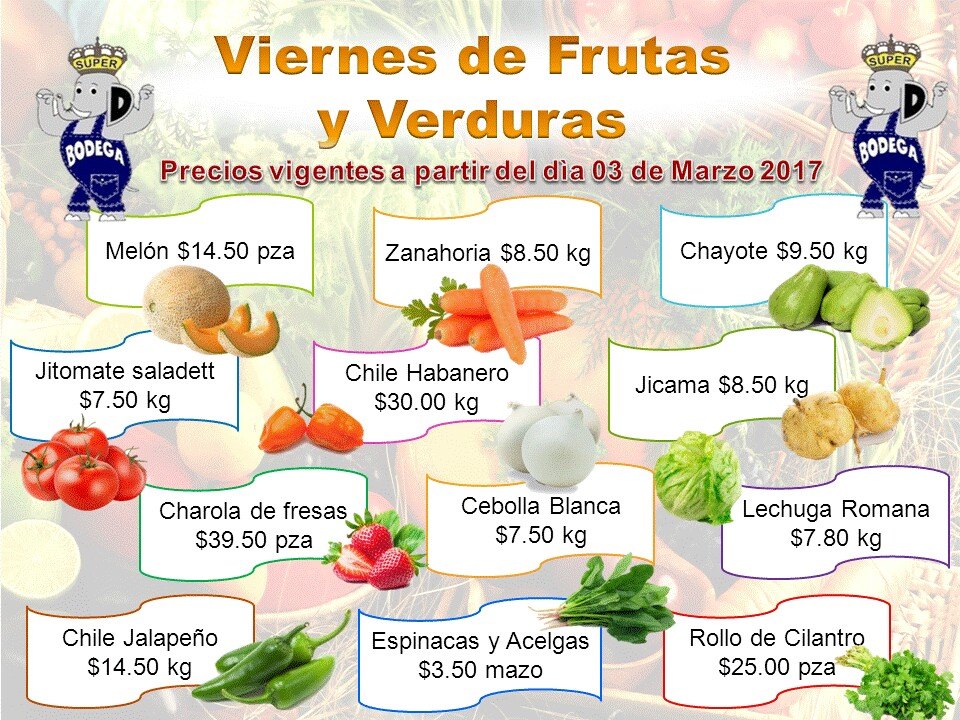 Viernes de Frutas
y Verduras
Precios vigentes a partir del dìa 03 de Marzo 2017
SUPER
D
BODEGA
SUPER
D
BODEGA
Melón $14.50 pza
Zanahoria $8.50 kg
Chayote $9.50 kg
Jitomate saladett
$7.50 kg
Chile Habanero
$30.00 kg
Jicama $8.50 kg
Charola de fresas
$39.50 pza
Cebolla Blanca
$7.50 kg
Lechuga Romana
$7.80 kg
Chile Jalapeño
$14.50 kg
Espinacas y Acelgas
$3.50 mazo
Rollo de Cilantro
$25.00 pza